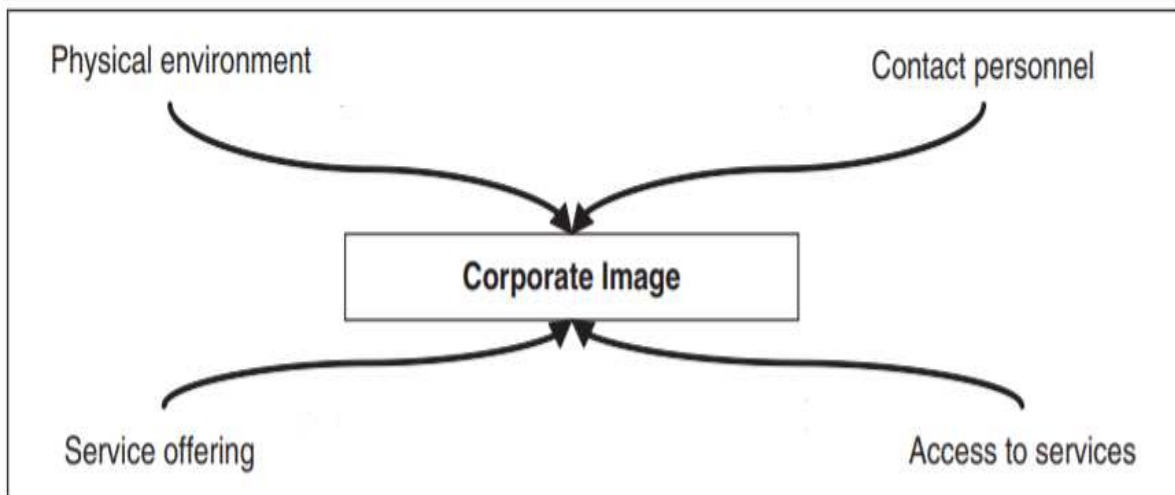 Physical environment
Contact personnel
Corporate Image
Service offering
Access to services